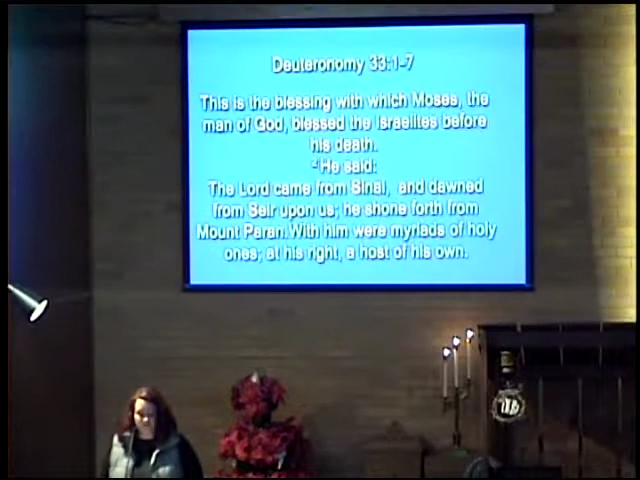 Deuteronomy 33:1-7
This is the blessing with which Moses, the
man of God, blessed the Israelites before
his death.
² He said:
The Lord came from Sinai, and dawned
from Seir upon us; he shone forth from
Mount Paran. With him were myriads of holy
ones; at his right, a host of his own.